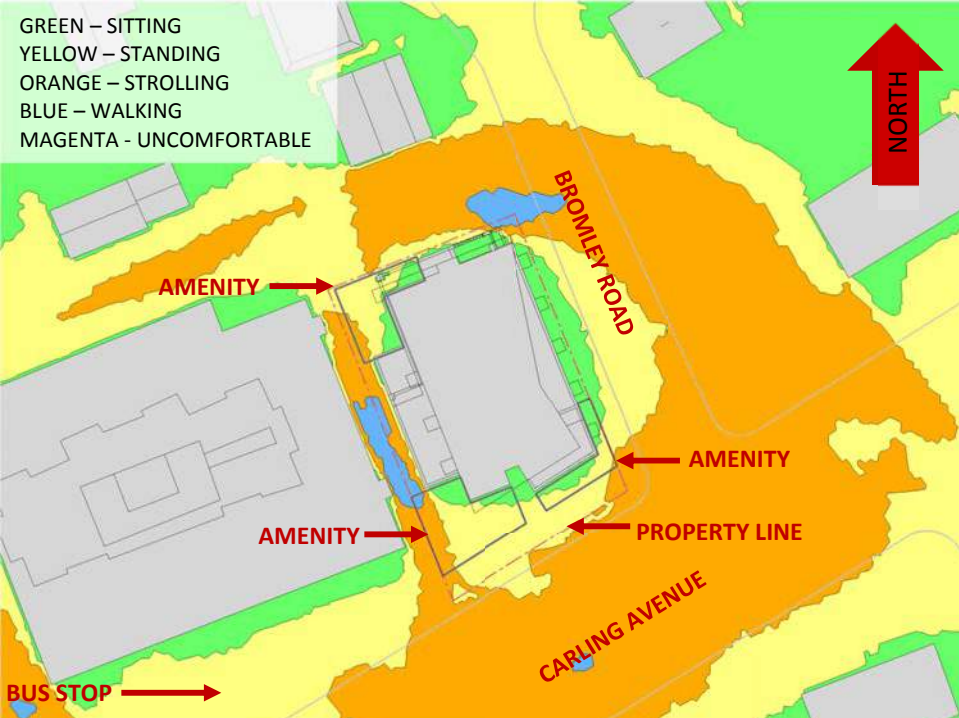 GREEN – SITTING
YELLOW – STANDING
ORANGE – STROLLING
BLUE – WALKING
MAGENTA - UNCOMFORTABLE
NORTH
BROMLEY ROAD
AMENITY
AMENITY
AMENITY
PROPERTY LINE
CARLING AVENUE
BUS STOP